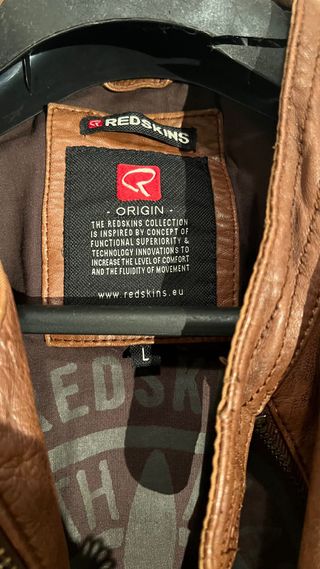 REDSKINS
- ORIGIN -
THE REDSKINS COLLECTION
IS INSPIRED BY CONCEPT OF
FUNCTIONAL SUPERIORITY &
TECHNOLOGY INNOVATIONS TO
INCREASE THE LEVEL OF COMFORT
AND THE FLUIDITY OF MOVEMENT
www.redskins.eu
L
REDSK